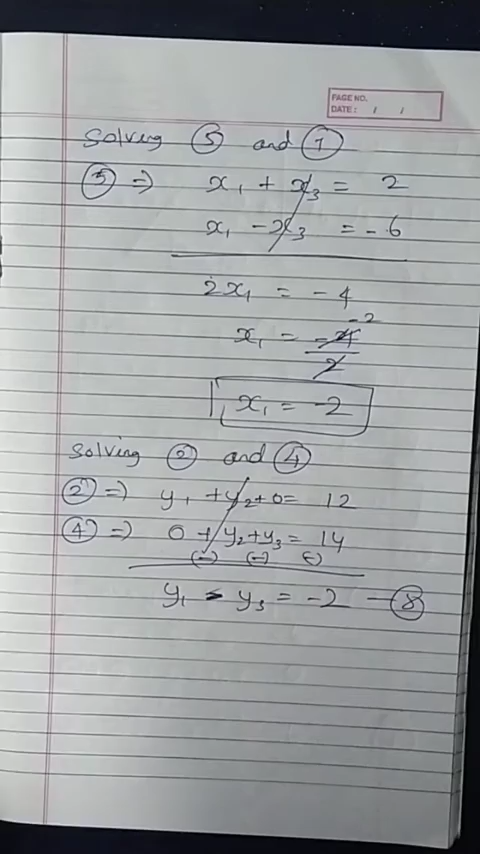 PAGE NO.
DATE : / /
Solving ⑤ and ⑦
⑤ ⇒ x₁ + x₃ = 2
x₁ - x₃ = - 6
2x₁ = - 4
x₁ = -4/2 -2
x₁ = -2
Solving ② and ④
② ⇒ y₁ + y₂ + 0 = 12
④ ⇒ 0 + y₂ + y₃ = 14
(-) (-) (-)
y₁ - y₃ = -2 — ⑧